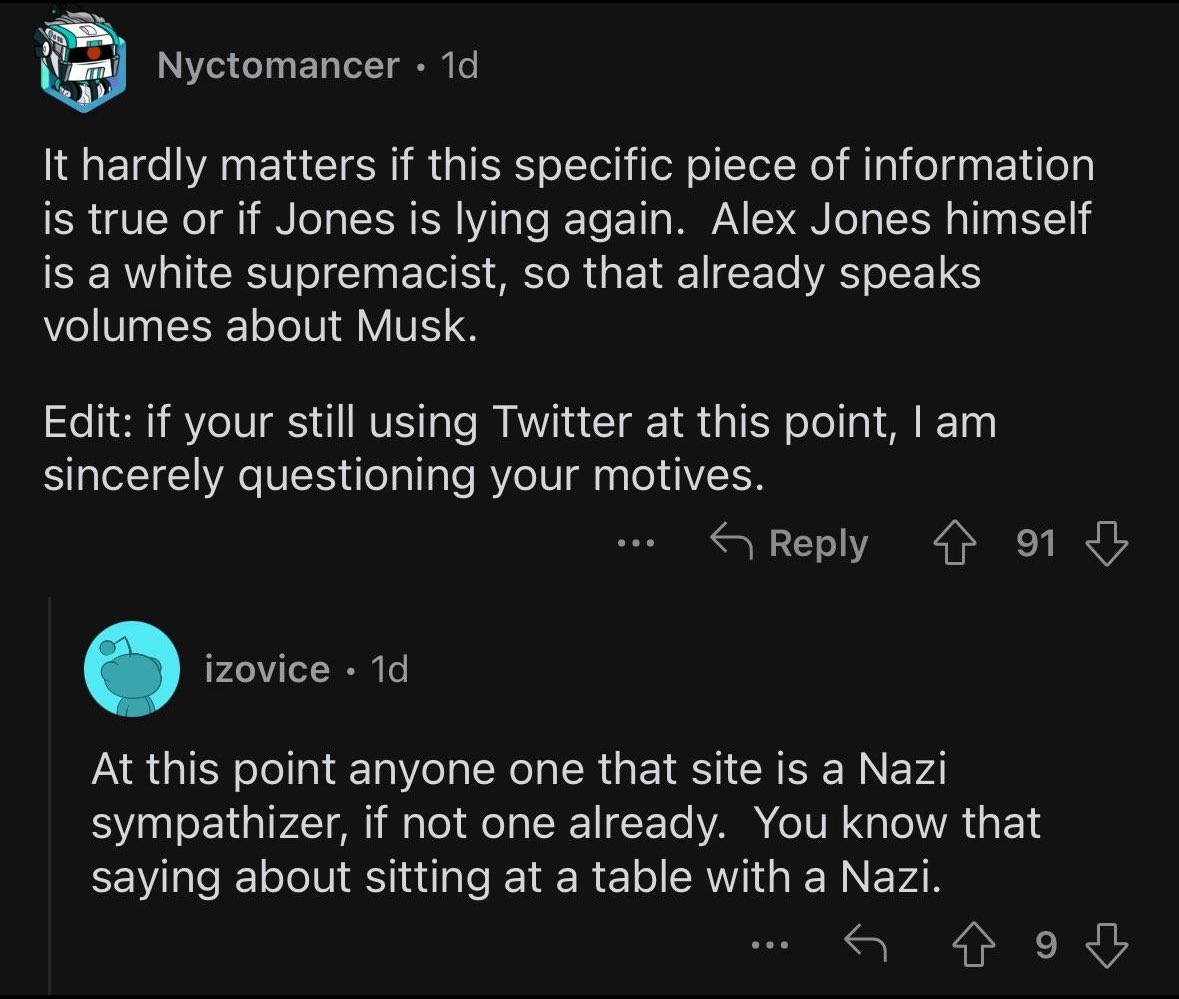 Nyctomancer • 1d
It hardly matters if this specific piece of information
is true or if Jones is lying again.  Alex Jones himself
is a white supremacist, so that already speaks
volumes about Musk.
Edit: if your still using Twitter at this point, I am
sincerely questioning your motives.
... Reply 91
izovice • 1d
At this point anyone one that site is a Nazi
sympathizer, if not one already.  You know that
saying about sitting at a table with a Nazi.
... 9